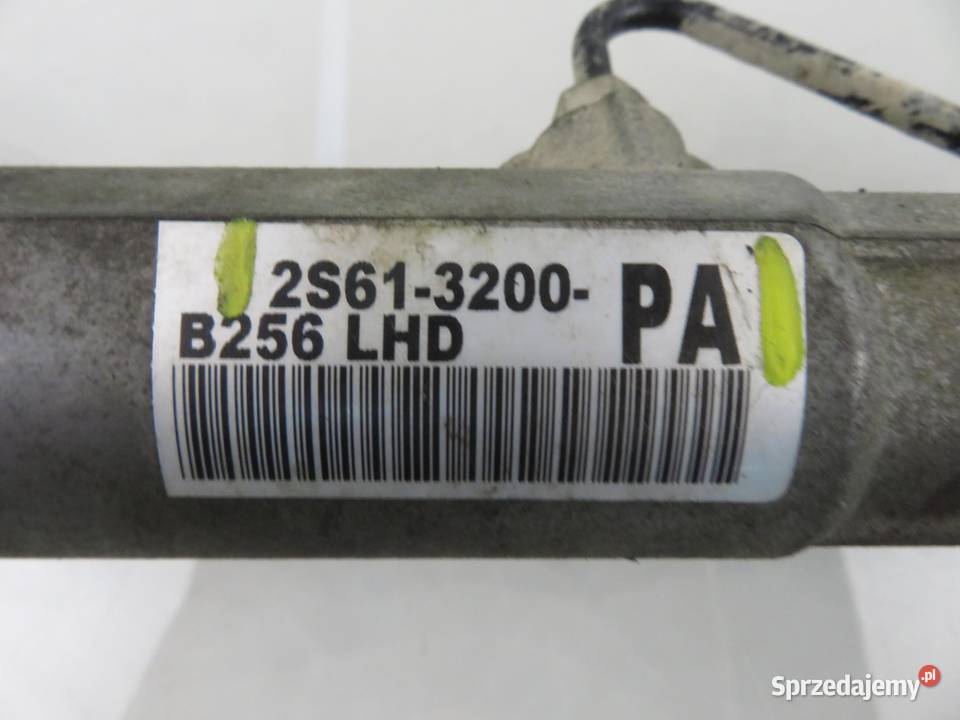 2S61-3200- PA
B256 LHD
Sprzedajemy.pl